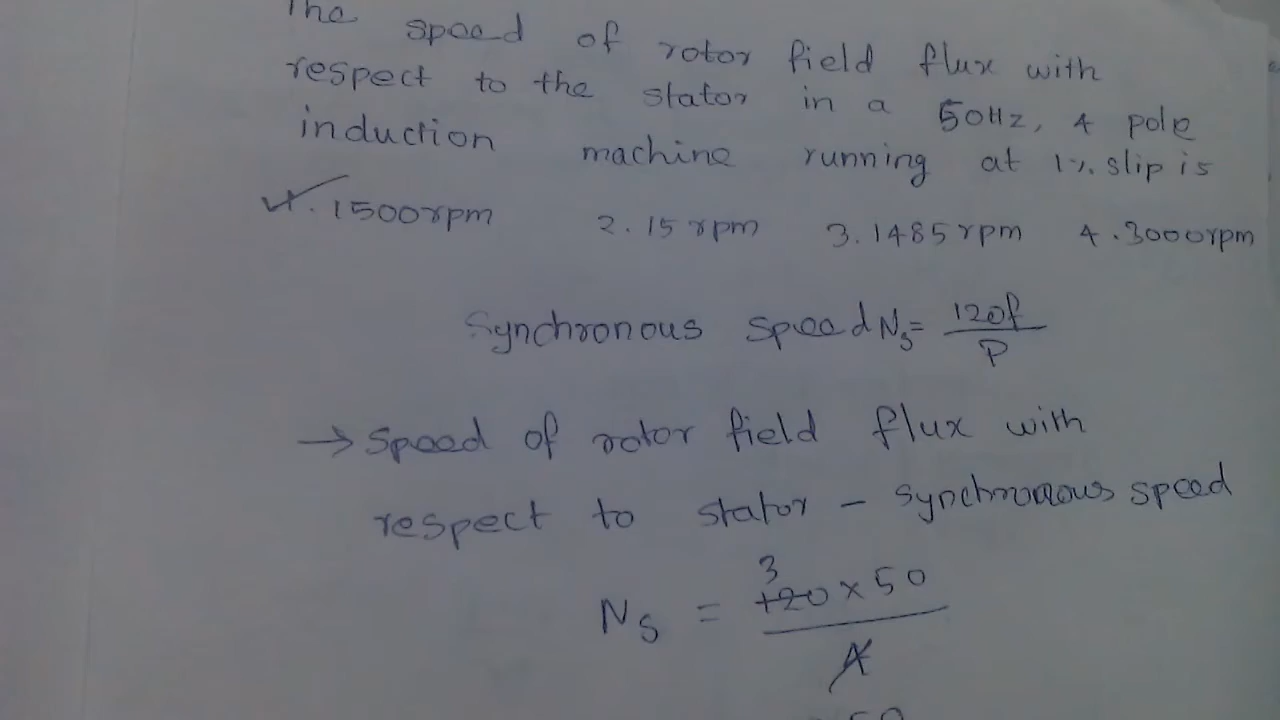 The speed of rotor field flux with
respect to the stator in a 50Hz, 4 pole
induction machine running at 1% slip is
1. 1500rpm 2. 15 rpm 3. 1485rpm 4. 3000rpm
Synchronous speed Ns = 120f/P
→ Speed of rotor field flux with
respect to stator - synchronous speed
3
Ns = 120 x 50
4
50